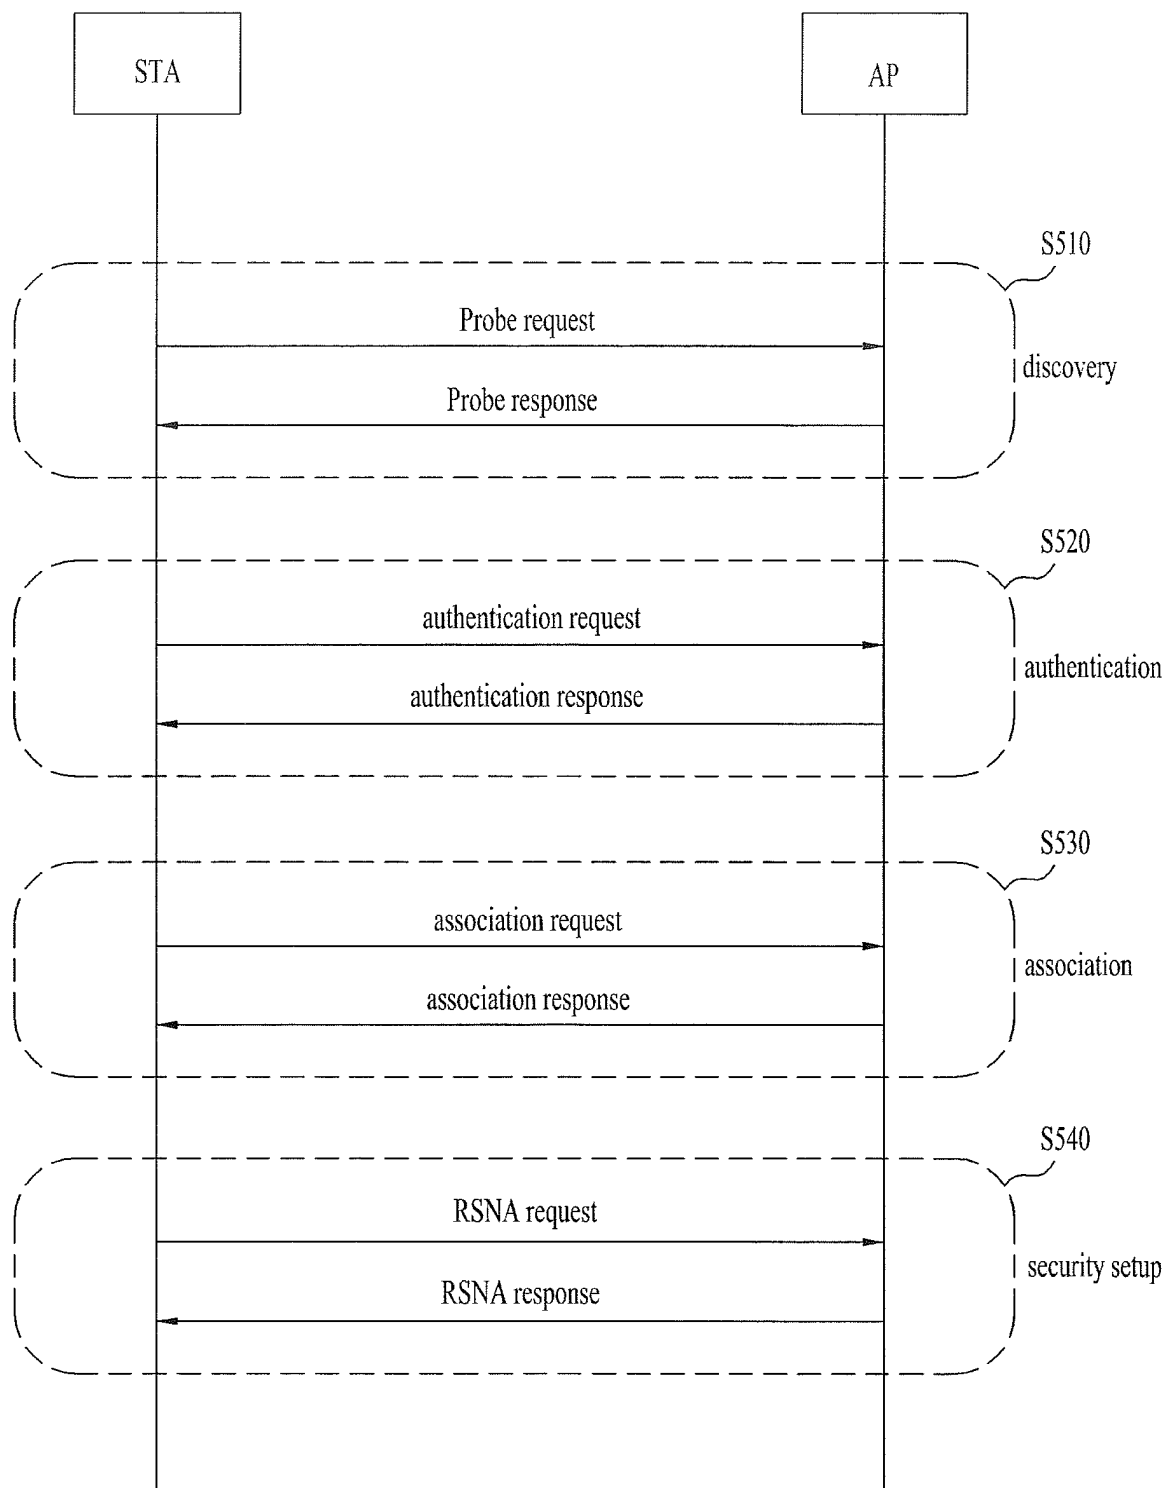 STA
AP
S510
Probe request
discovery
Probe response
S520
authentication request
authentication
authentication response
S530
association request
association
association response
S540
RSNA request
security setup
RSNA response